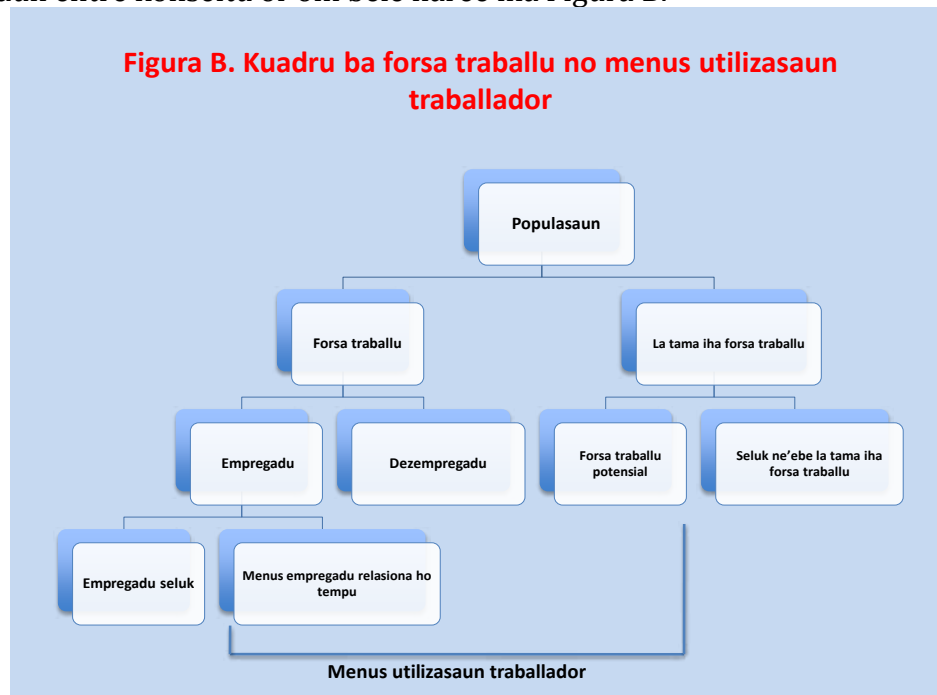 Figura B. Kuadru ba forsa traballu no menus utilizasaun
traballador
Populasaun
Forsa traballu
La tama iha forsa traballu
Empregadu
Dezempregadu
Forsa traballu
potensial
Seluk ne’ebe la tama iha
forsa traballu
Empregadu seluk
Menus empregadu relasiona ho
tempu
Menus utilizasaun traballador